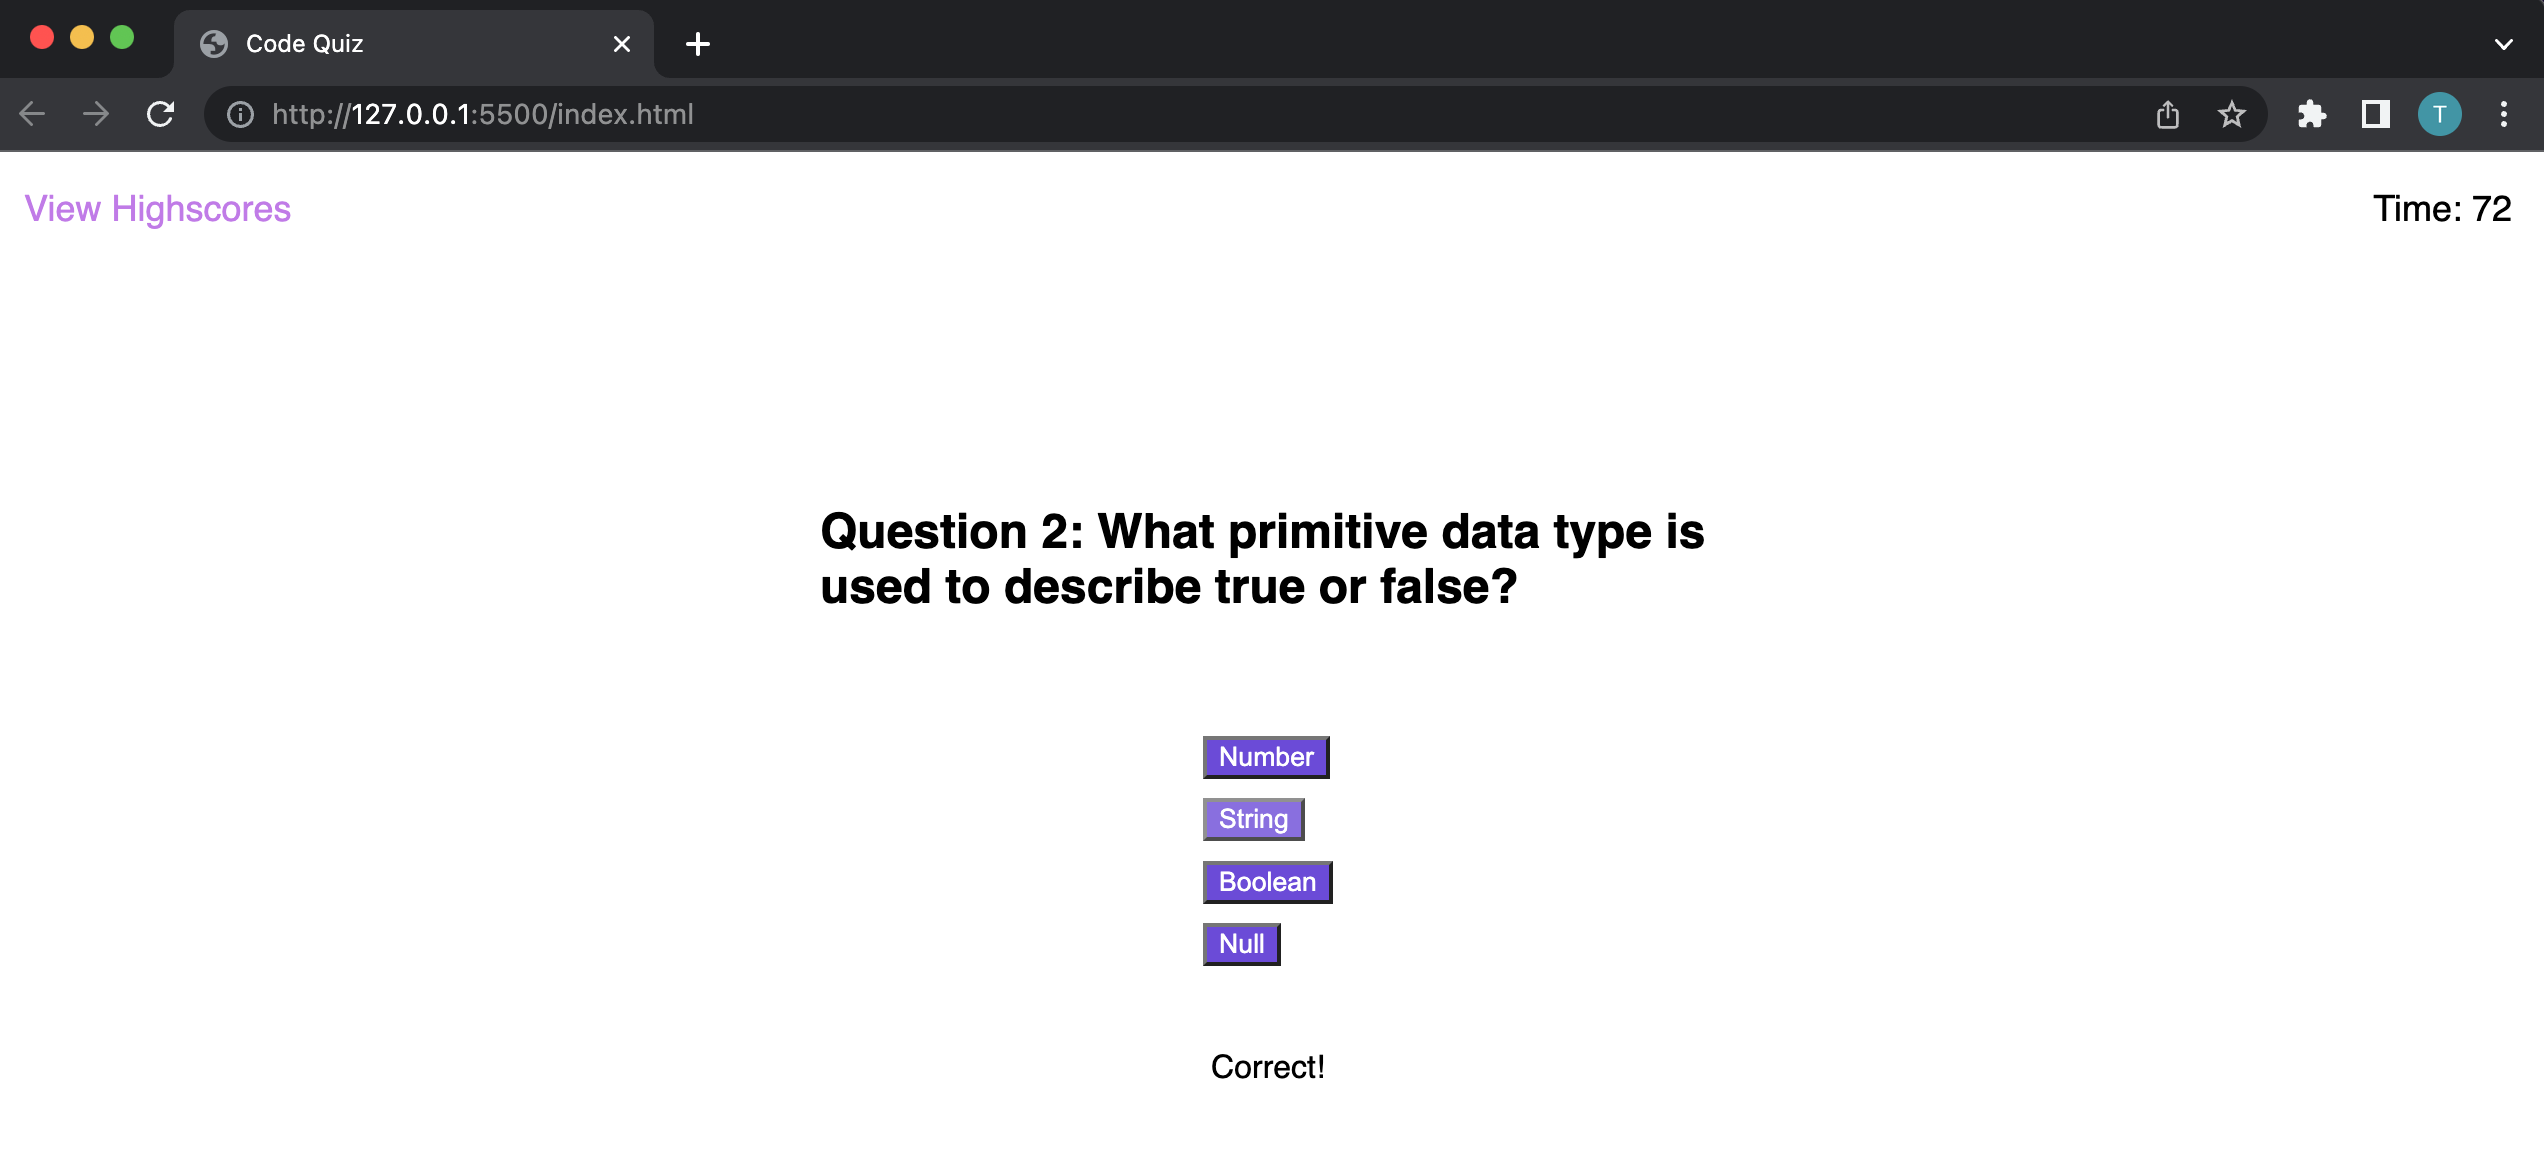 Code Quiz
http://127.0.0.1:5500/index.html
T
View Highscores
Time: 72
Question 2: What primitive data type is
used to describe true or false?
Number
String
Boolean
Null
Correct!